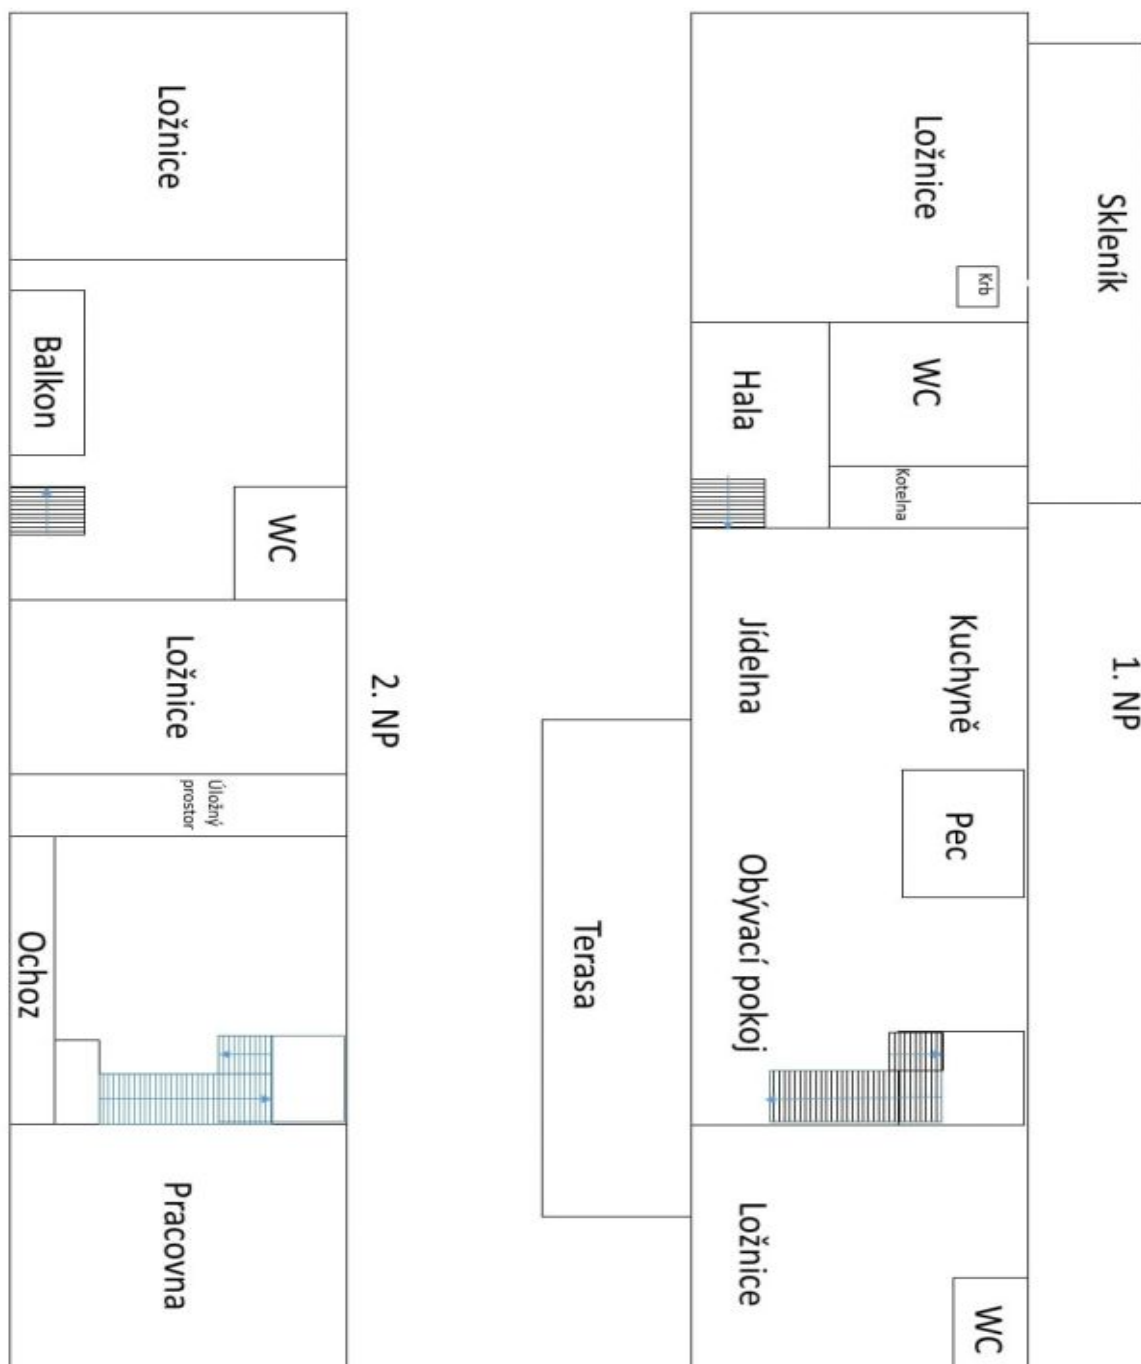 1. NP
Skleník
Ložnice
Krb
WC
Kotelna
Kuchyně
Pec
WC
Hala
Jídelna
Obývací pokoj
Ložnice
Terasa
2. NP
WC
Ložnice
Ložnice
Úložný
prostor
Pracovna
Balkon
Ochoz